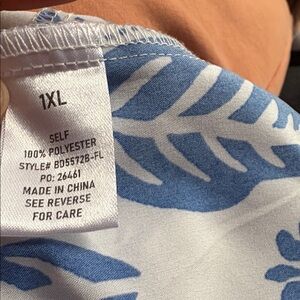 1XL
SELF
100% POLYESTER
STYLE# BD5572B-FL
PO: 26461
MADE IN CHINA
SEE REVERSE
FOR CARE